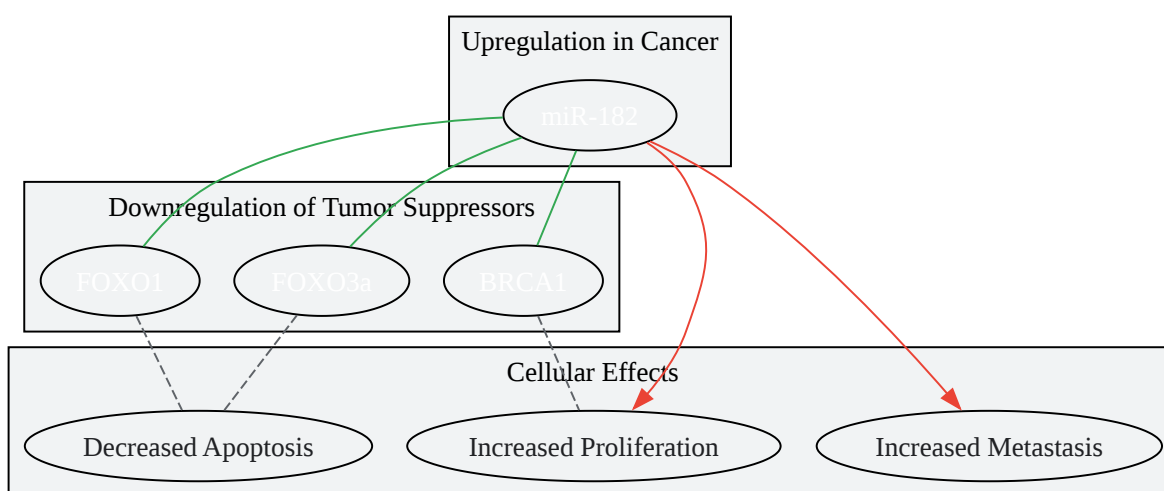 Upregulation in Cancer
miR-182
Downregulation of Tumor Suppressors
FOXO1
FOXO3a
BRCA1
Cellular Effects
Decreased Apoptosis
Increased Proliferation
Increased Metastasis